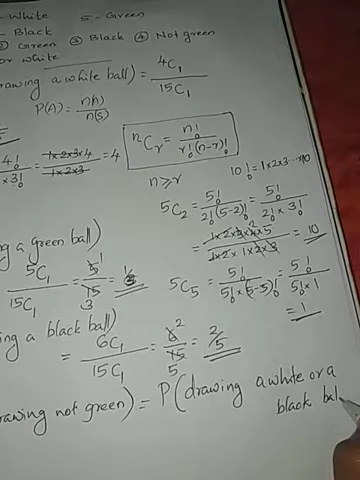 - White 5 - Green
- Black
② Green ③ Black ④ Not green
or white
drawing a white ball) = 4C₁ / 15C₁
P(A) = n(A) / n(S)
nCr = n! / r!(n-r)!
4! / × 3! = 1×2×3×4 / 1×2×3 = 4
n ≥ r
10! = 1×2×3...×10
5C₂ = 5! / 2!(5-2)! = 5! / 2! × 3!
= 1×2×3×4×5 / 1×2×1×2×3 = 10
g a green ball)
5C₁ / 15C₁ = 5 / 15 = 1/3
5C₅ = 5! / 5!×(5-5)! = 5! / 5!×1
= 1
ing a black ball)
= 6C₁ / 15C₁ = 6 / 15 = 2/5
drawing not green) = P(drawing a white or a
black bal